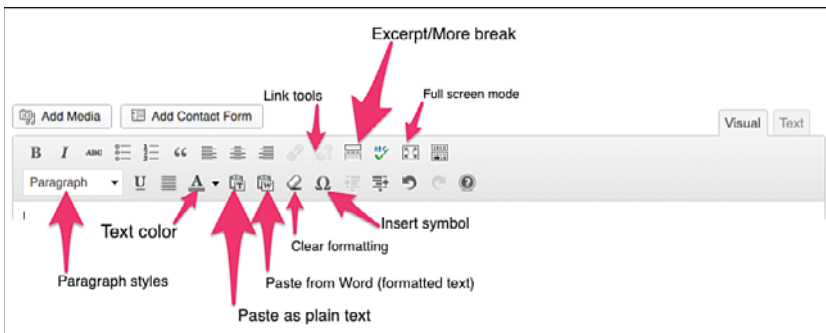 Excerpt/More break
Link tools
Full screen mode
Add Media
Add Contact Form
Visual
Text
B I ABC
Paragraph U A T W Ω
Text color
Insert symbol
Clear formatting
Paragraph styles
Paste from Word (formatted text)
Paste as plain text